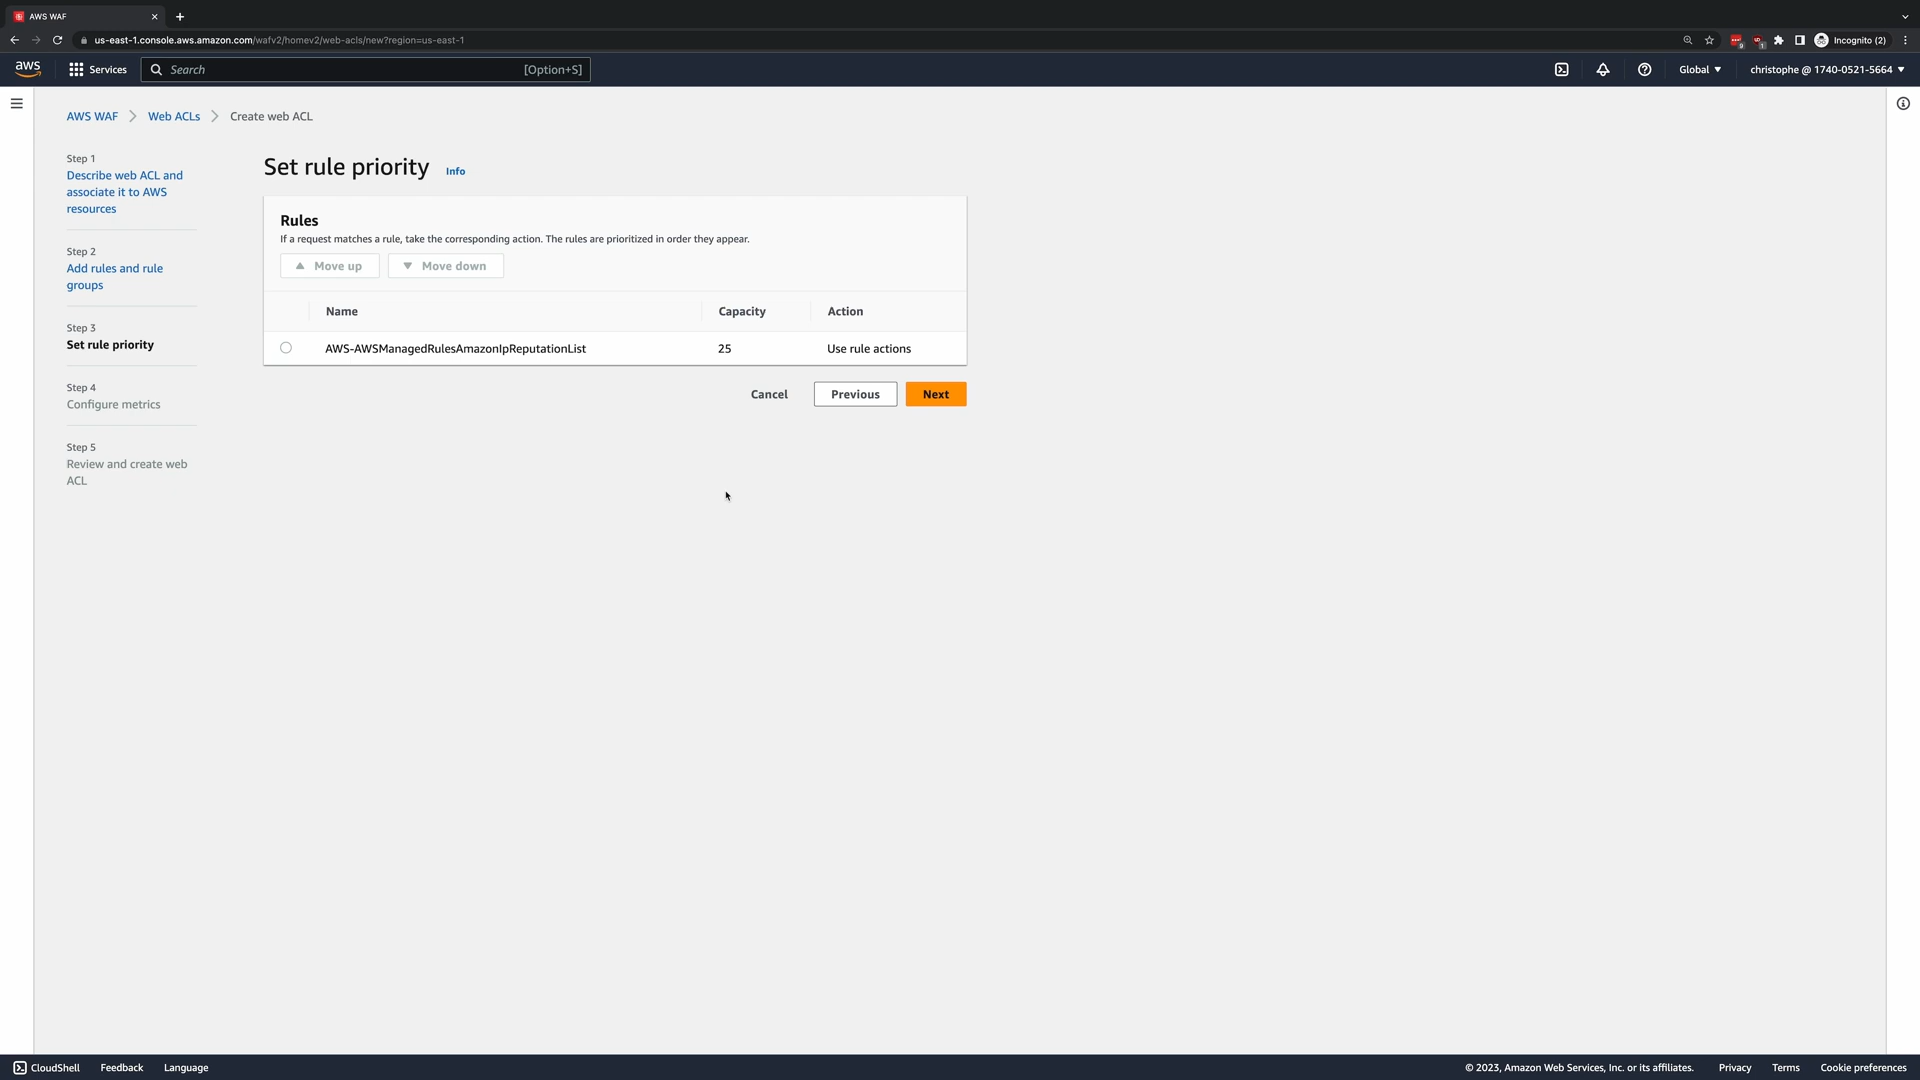 AWS WAF
us-east-1.console.aws.amazon.com/wafv2/homev2/web-acls/new?region=us-east-1
Incognito (2)
aws
Services
Search
[Option+S]
Global
christophe @ 1740-0521-5664
AWS WAF
Web ACLs
Create web ACL
Step 1
Describe web ACL and
associate it to AWS
resources
Step 2
Add rules and rule
groups
Step 3
Set rule priority
Step 4
Configure metrics
Step 5
Review and create web
ACL
Set rule priority Info
Rules
If a request matches a rule, take the corresponding action. The rules are prioritized in order they appear.
Move up
Move down
Name Capacity Action
AWS-AWSManagedRulesAmazonIpReputationList 25 Use rule actions
Cancel
Previous
Next
CloudShell
Feedback
Language
© 2023, Amazon Web Services, Inc. or its affiliates.
Privacy
Terms
Cookie preferences